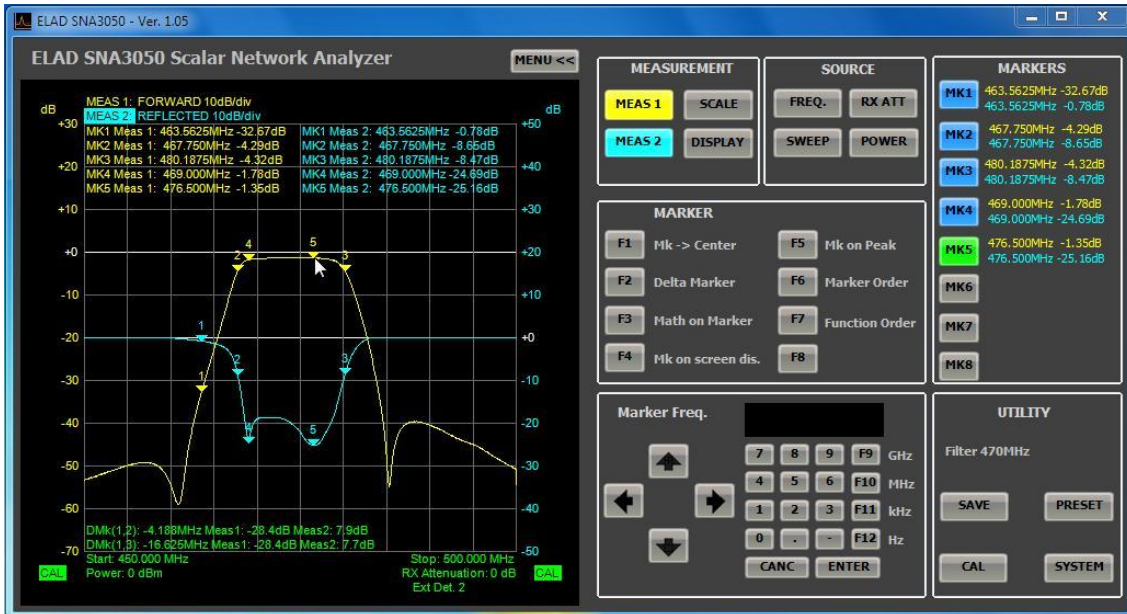 ELAD SNA3050 - Ver. 1.05
ELAD SNA3050 Scalar Network Analyzer
MENU <<
dB
MEAS 1: FORWARD 10dB/div
dB
MEAS 2: REFLECTED 10dB/div
+30
+50
MK1 Meas 1: 463.5625MHz -32.67dB
MK1 Meas 2: 463.5625MHz -0.78dB
MK2 Meas 1: 467.750MHz -4.29dB
MK2 Meas 2: 467.750MHz -8.65dB
MK3 Meas 1: 480.1875MHz -4.32dB
MK3 Meas 2: 480.1875MHz -8.47dB
MK4 Meas 1: 469.000MHz -1.78dB
MK4 Meas 2: 469.000MHz -24.69dB
MK5 Meas 1: 476.500MHz -1.35dB
MK5 Meas 2: 476.500MHz -25.16dB
+20
+40
+10
+30
+0
2
4
5
3
+20
-10
+10
-20
1
+0
2
3
-30
1
-10
-40
4
5
-20
-50
-30
-60
-40
DMk(1,2): -4.188MHz Meas1: -28.4dB Meas2: 7.9dB
DMk(1,3): -16.625MHz Meas1: -28.4dB Meas2: 7.7dB
-70
-50
Start: 450.000 MHz
Stop: 500.000 MHz
CAL
Power: 0 dBm
RX Attenuation: 0 dB
CAL
Ext Det. 2
MEASUREMENT
MEAS 1
SCALE
MEAS 2
DISPLAY
SOURCE
FREQ.
RX ATT
SWEEP
POWER
MARKER
F1 Mk -> Center
F5 Mk on Peak
F2 Delta Marker
F6 Marker Order
F3 Math on Marker
F7 Function Order
F4 Mk on screen dis.
F8
Marker Freq.
7 8 9 F9 GHz
4 5 6 F10 MHz
1 2 3 F11 kHz
0 . - F12 Hz
CANC
ENTER
MARKERS
MK1
463.5625MHz -32.67dB
463.5625MHz -0.78dB
MK2
467.750MHz -4.29dB
467.750MHz -8.65dB
MK3
480.1875MHz -4.32dB
480.1875MHz -8.47dB
MK4
469.000MHz -1.78dB
469.000MHz -24.69dB
MK5
476.500MHz -1.35dB
476.500MHz -25.16dB
MK6
MK7
MK8
UTILITY
Filter 470MHz
SAVE
PRESET
CAL
SYSTEM